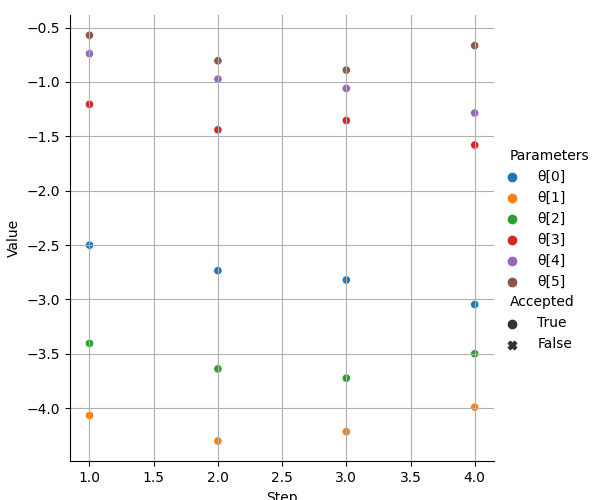 −0.5
−1.0
−1.5
−2.0
−2.5
−3.0
−3.5
−4.0
Value
1.0 1.5 2.0 2.5 3.0 3.5 4.0
Step
Parameters
θ[0]
θ[1]
θ[2]
θ[3]
θ[4]
θ[5]
Accepted
True
False